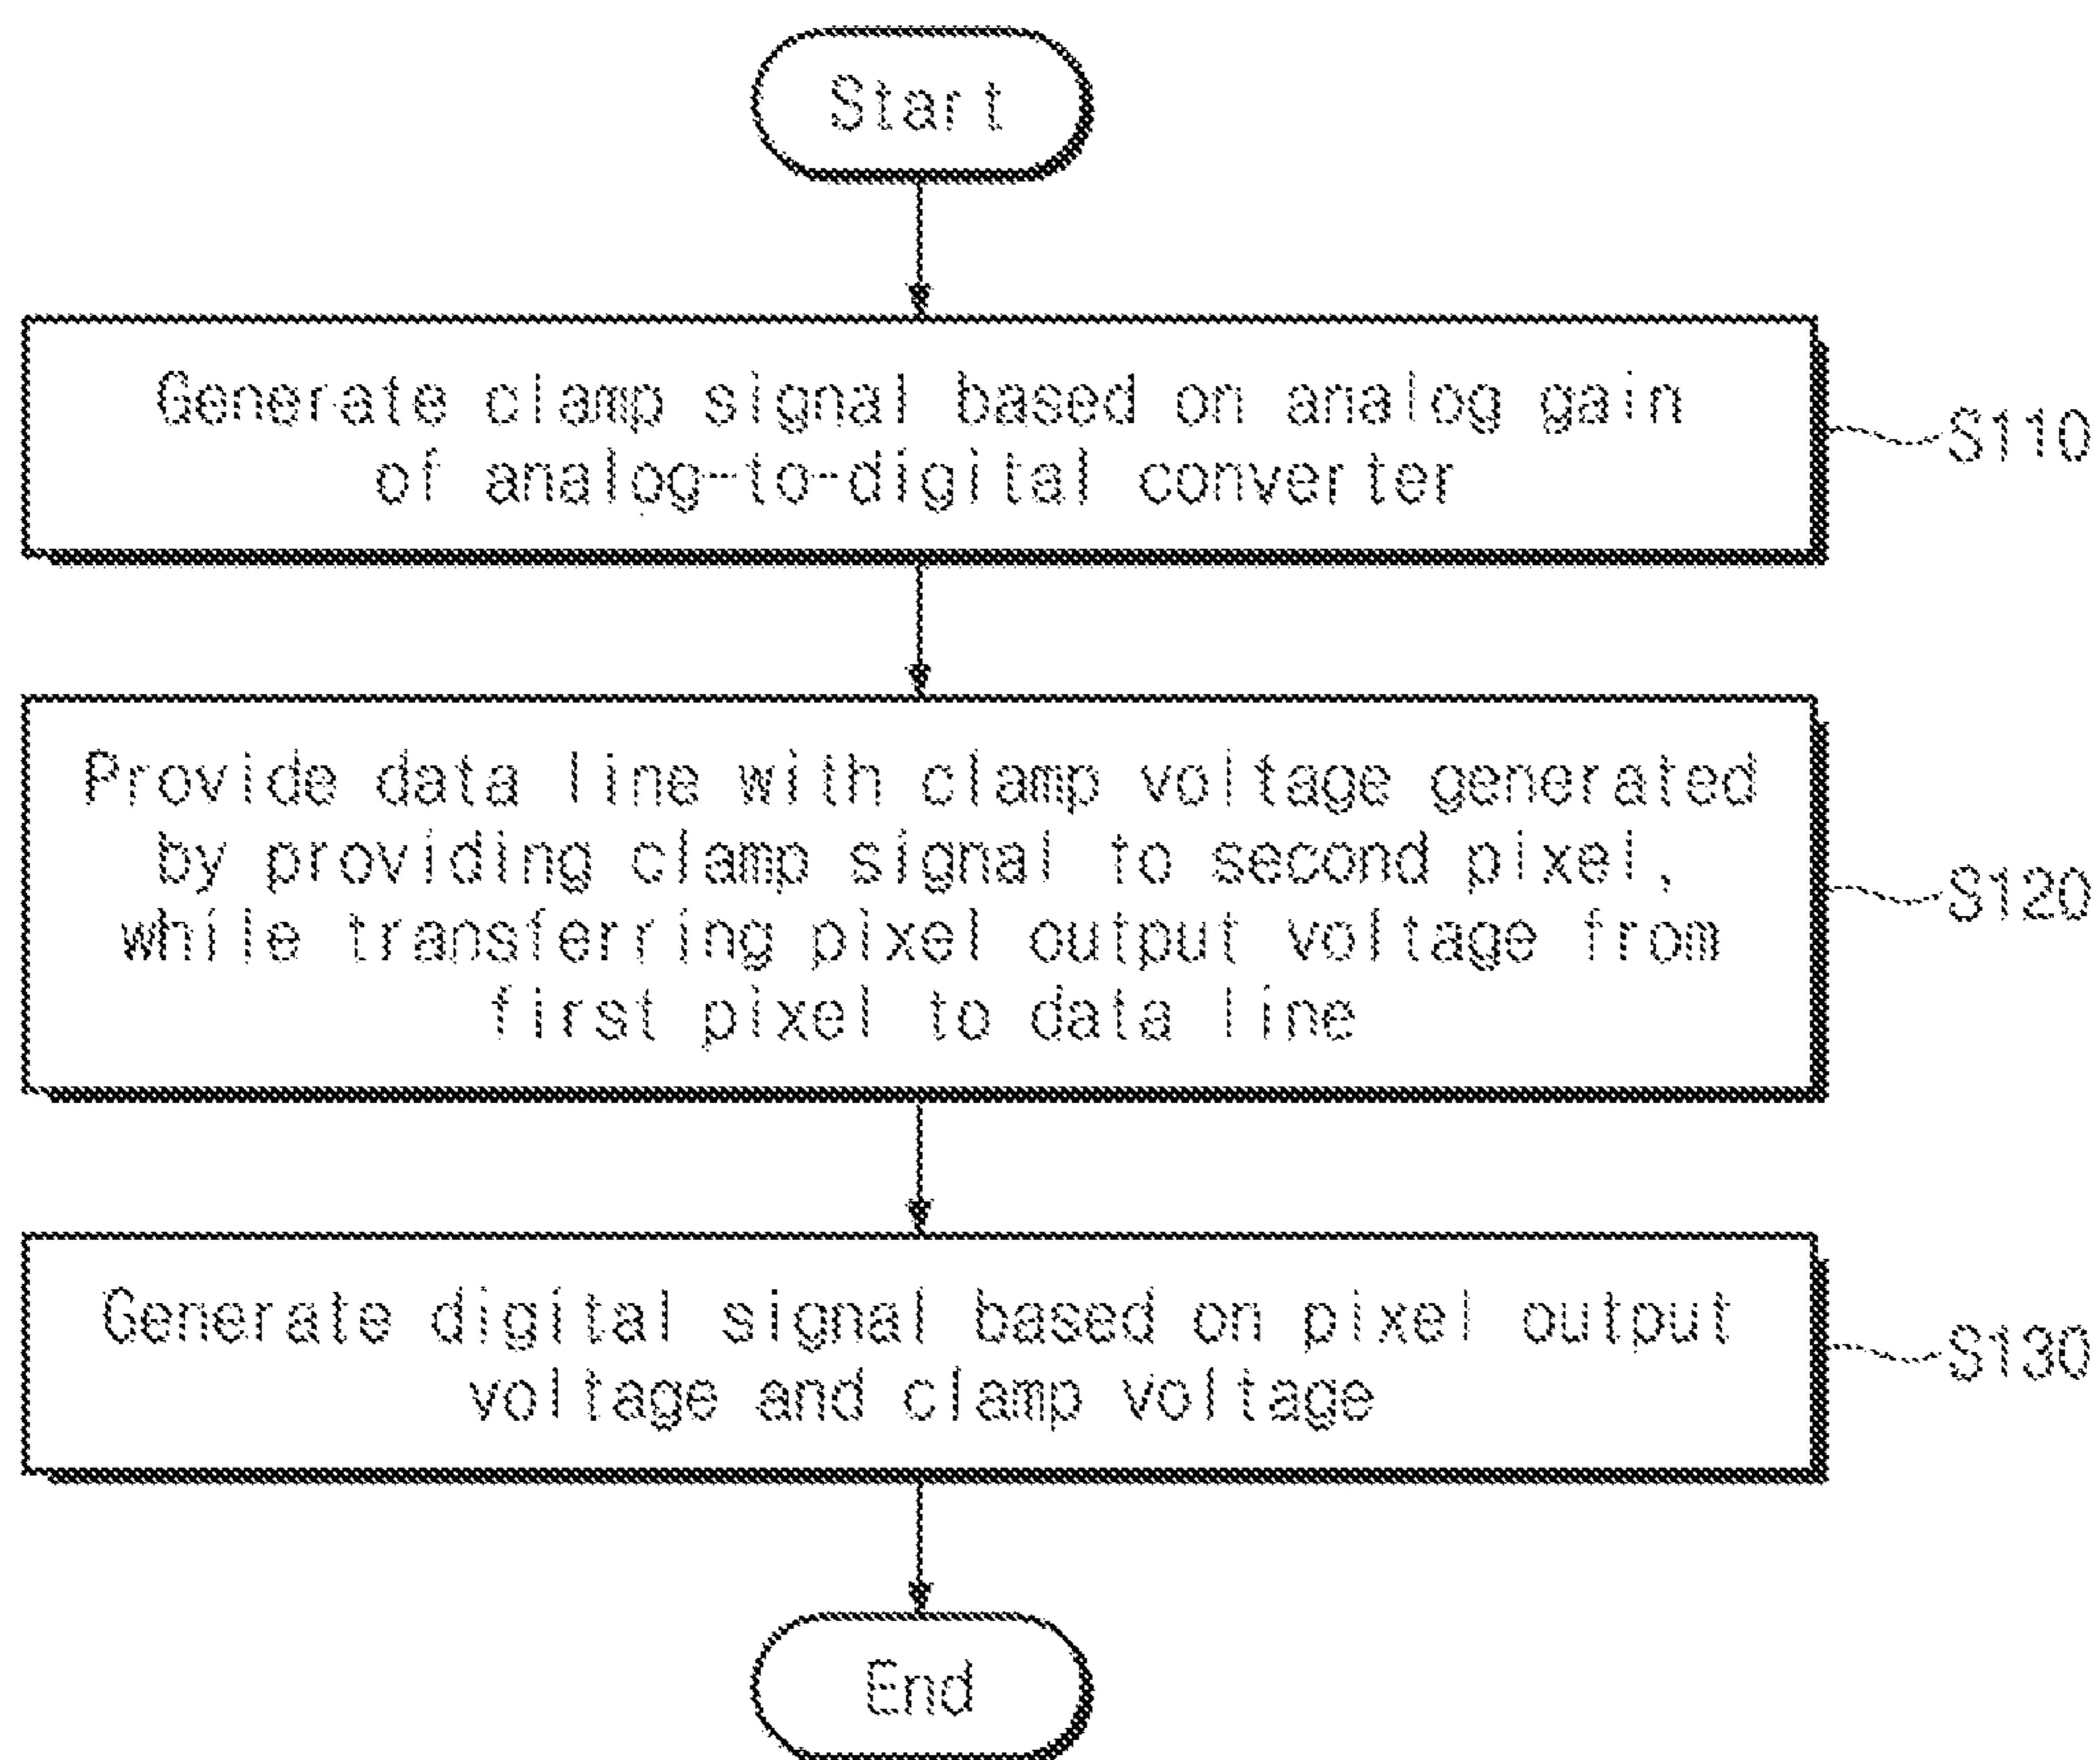 Start
Generate clamp signal based on analog gain
of analog-to-digital converter
S110
Provide data line with clamp voltage generated
by providing clamp signal to second pixel,
while transferring pixel output voltage from
first pixel to data line
S120
Generate digital signal based on pixel output
voltage and clamp voltage
S130
End